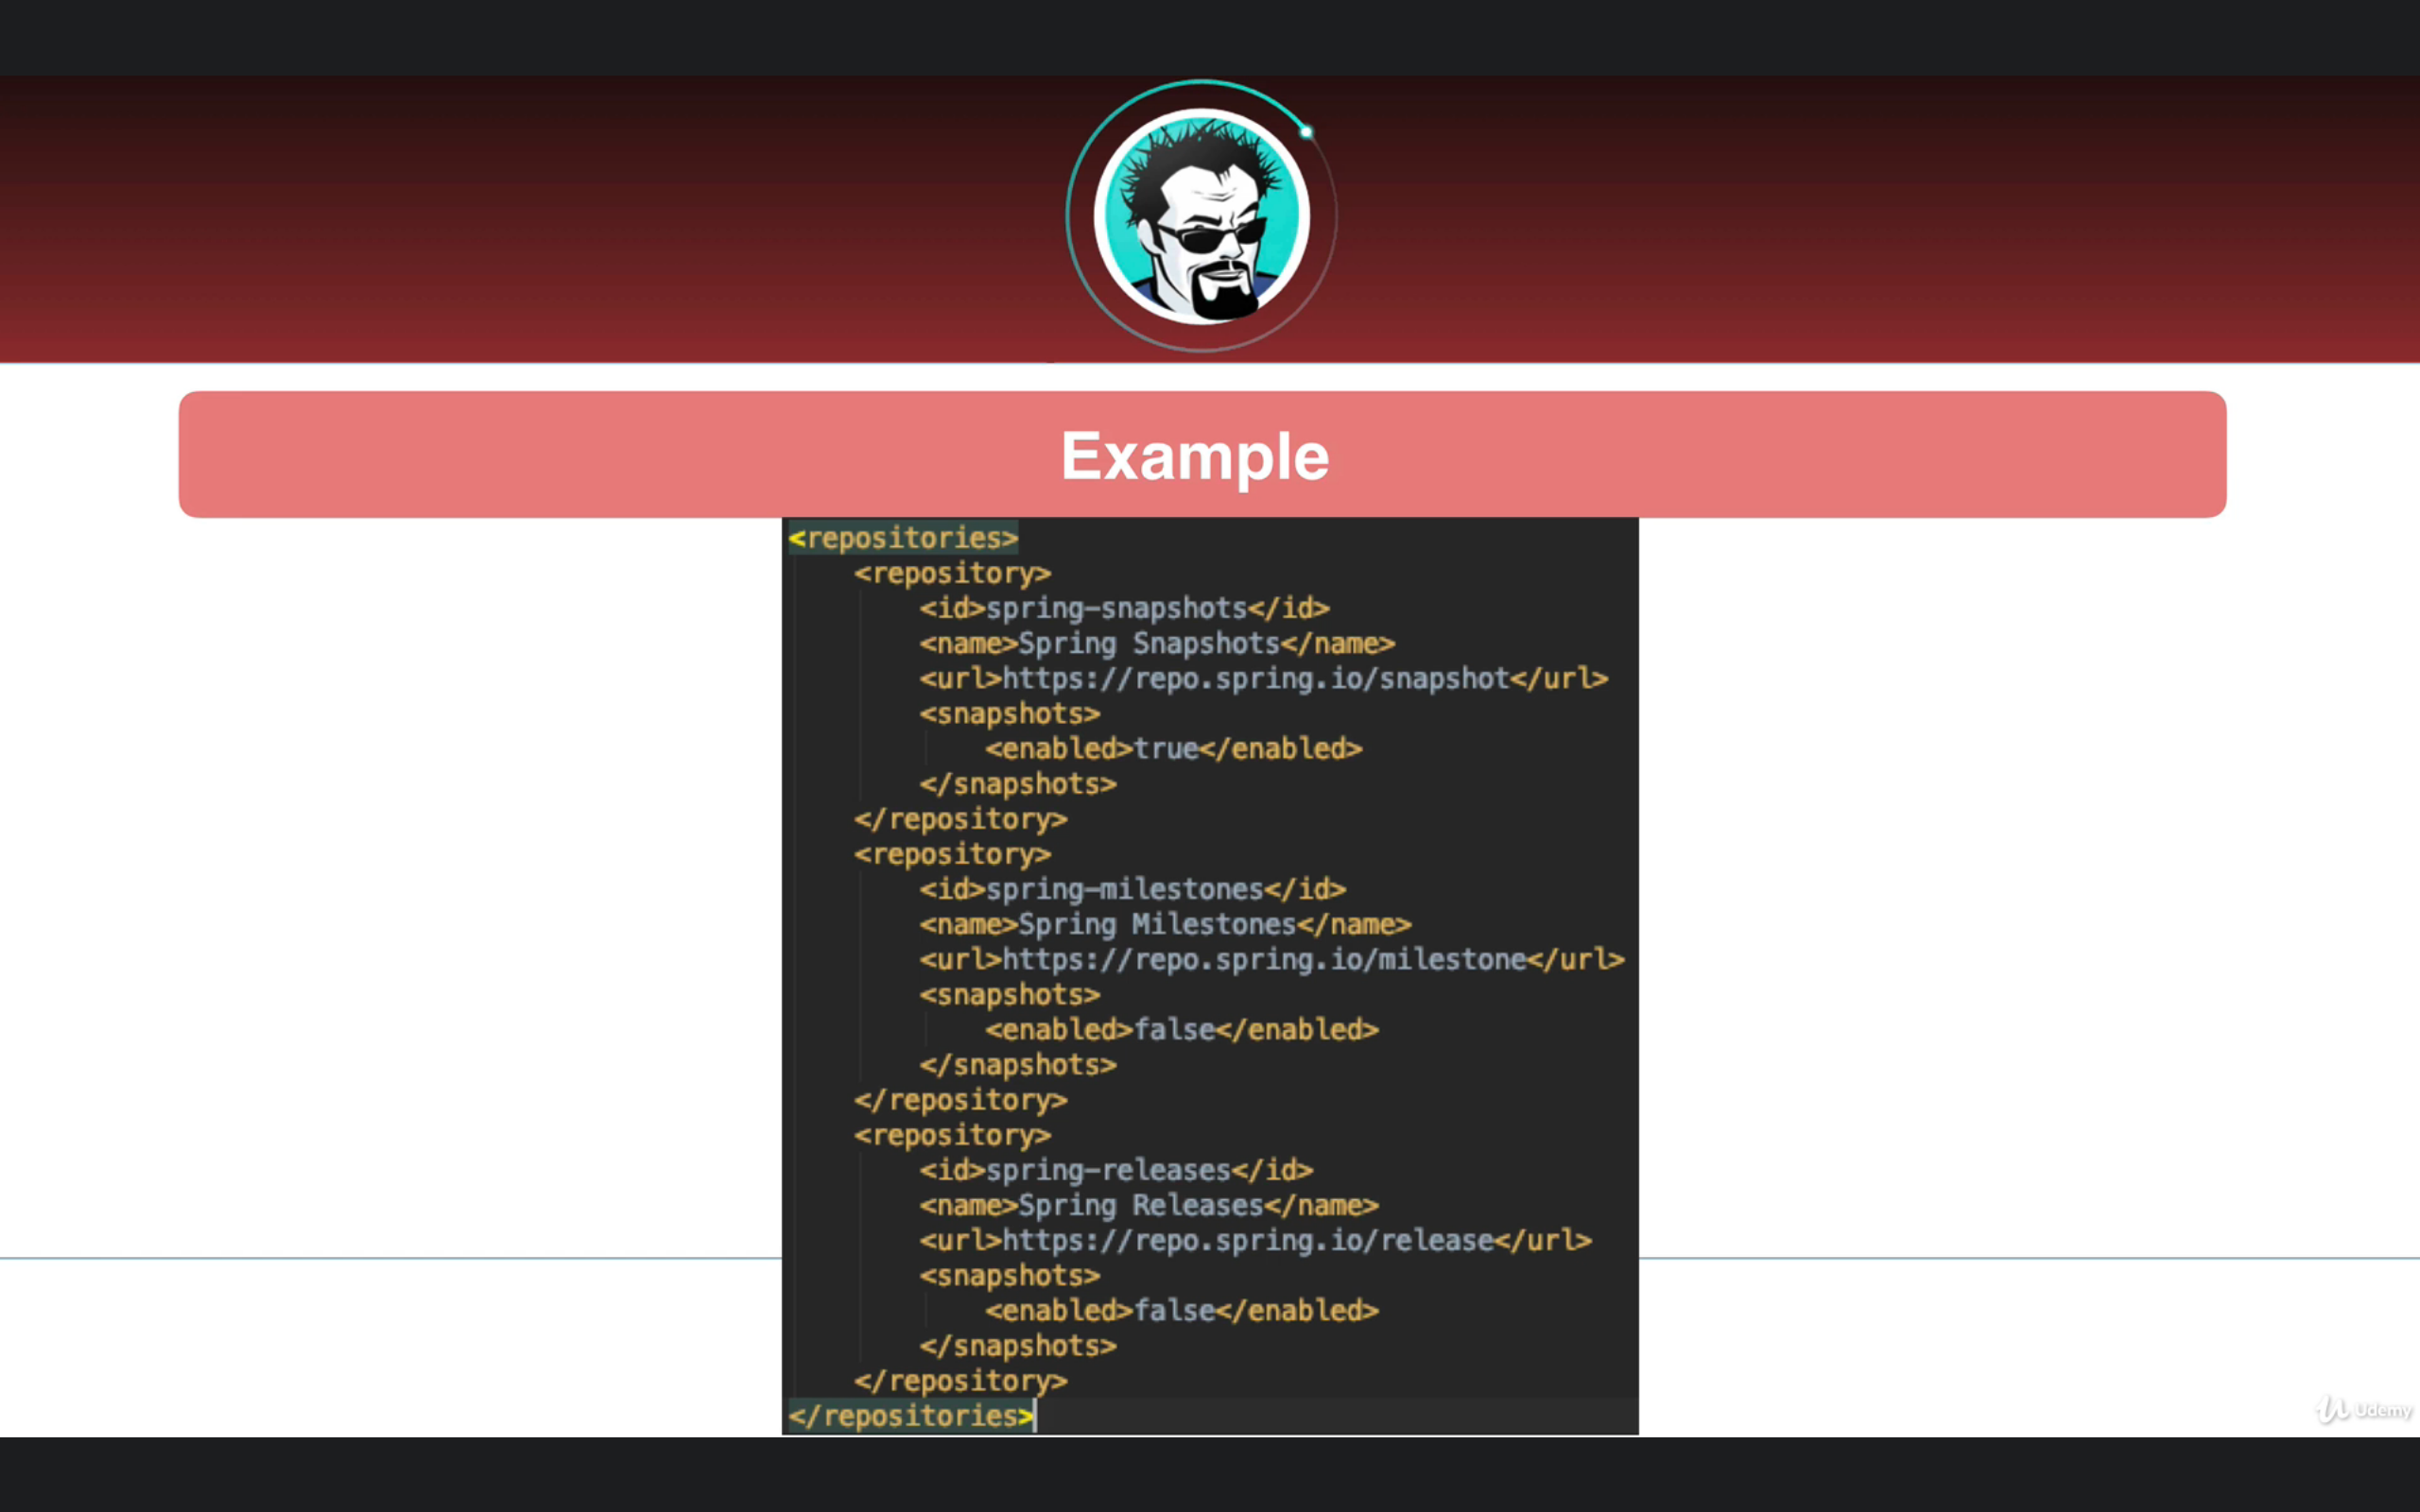 Example
<repositories>
<repository>
<id>spring-snapshots</id>
<name>Spring Snapshots</name>
<url>https://repo.spring.io/snapshot</url>
<snapshots>
<enabled>true</enabled>
</snapshots>
</repository>
<repository>
<id>spring-milestones</id>
<name>Spring Milestones</name>
<url>https://repo.spring.io/milestone</url>
<snapshots>
<enabled>false</enabled>
</snapshots>
</repository>
<repository>
<id>spring-releases</id>
<name>Spring Releases</name>
<url>https://repo.spring.io/release</url>
<snapshots>
<enabled>false</enabled>
</snapshots>
</repository>
</repositories>
Udemy